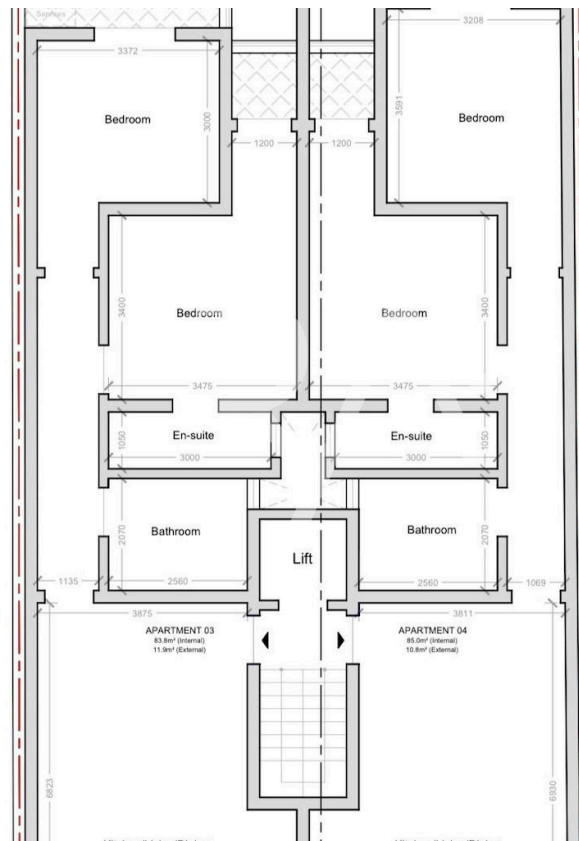 Services
3372
3208
Bedroom
3000
3591
Bedroom
1200
1200
3400
Bedroom
Bedroom
3400
3475
3475
1050
En-suite
En-suite
1050
3000
3000
2070
Bathroom
Bathroom
2070
Lift
1135
2560
2560
1069
3875
3811
APARTMENT 03
83.8m² (Internal)
11.9m² (External)
APARTMENT 04
85.0m² (Internal)
10.8m² (External)
6823
6930